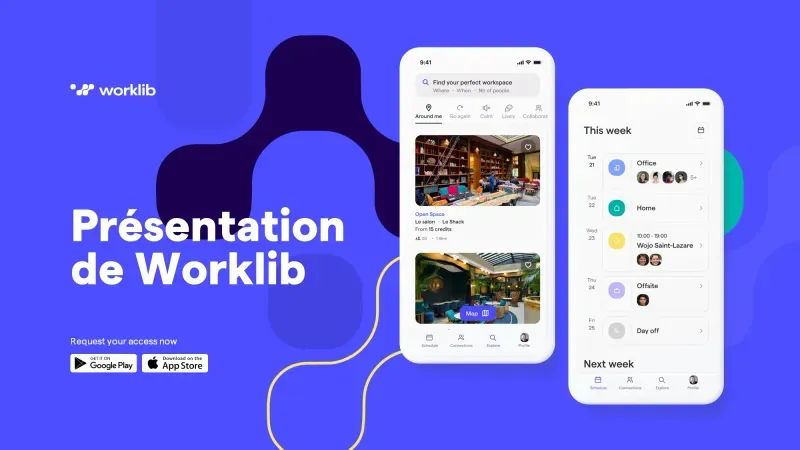 worklib
Présentation
de Worklib
Request your access now
GET IT ON
Google Play
Download on the
App Store
9:41
Find your perfect workspace
Where • When • Nb of people
Around me
Go again
Calm
Lively
Collaborat
Open Space
Le salon • Le Shack
From 15 credits
Map
Schedule
Connections
Explore
Profile
9:41
This week
Tue
21
Office
5+
Tue
22
Home
Wed
23
10:00 - 19:00
Wojo Saint-Lazare
Thu
24
Offsite
Fri
25
Day off
Next week
Schedule
Connections
Explore
Profile